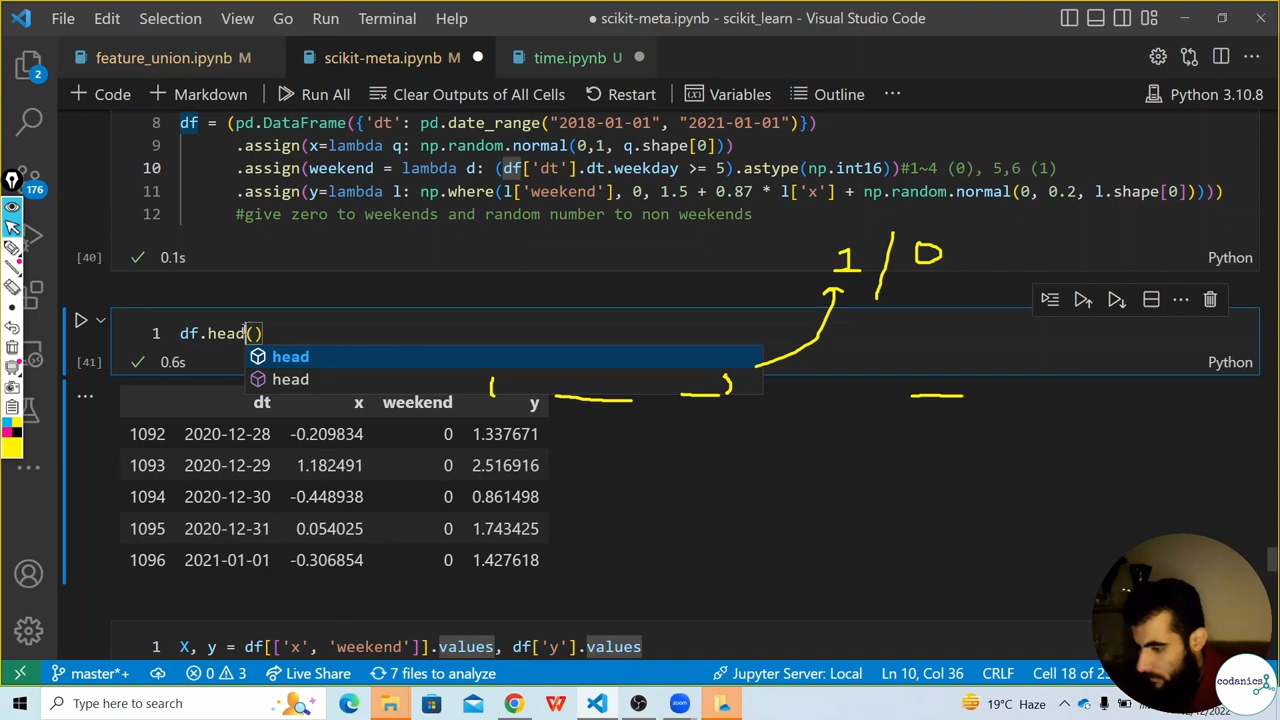 File Edit Selection View Go Run Terminal Help ● scikit-meta.ipynb - scikit_learn - Visual Studio Code
feature_union.ipynb M scikit-meta.ipynb M time.ipynb U
2
+ Code + Markdown Run All Clear Outputs of All Cells Restart Variables Outline ... Python 3.10.8
8 df = (pd.DataFrame({'dt': pd.date_range("2018-01-01", "2021-01-01")})
9 .assign(x=lambda q: np.random.normal(0,1, q.shape[0]))
10 .assign(weekend = lambda d: (df['dt'].dt.weekday >= 5).astype(np.int16))#1~4 (0), 5,6 (1)
11 .assign(y=lambda l: np.where(l['weekend'], 0, 1.5 + 0.87 * l['x'] + np.random.normal(0, 0.2, l.shape[0]))))
176
12 #give zero to weekends and random number to non weekends
[40] 0.1s Python
1 / 0
1 df.head()
[41] 0.6s Python
head
head
dt x weekend y
1092 2020-12-28 -0.209834 0 1.337671
1093 2020-12-29 1.182491 0 2.516916
1094 2020-12-30 -0.448938 0 0.861498
1095 2020-12-31 0.054025 0 1.743425
1096 2021-01-01 -0.306854 0 1.427618
1 X, y = df[['x', 'weekend']].values, df['y'].values
master*+ 0 3 Live Share 7 files to analyze Jupyter Server: Local Ln 10, Col 36 CRLF Cell 18 of
codanics
Type here to search 19°C Haze